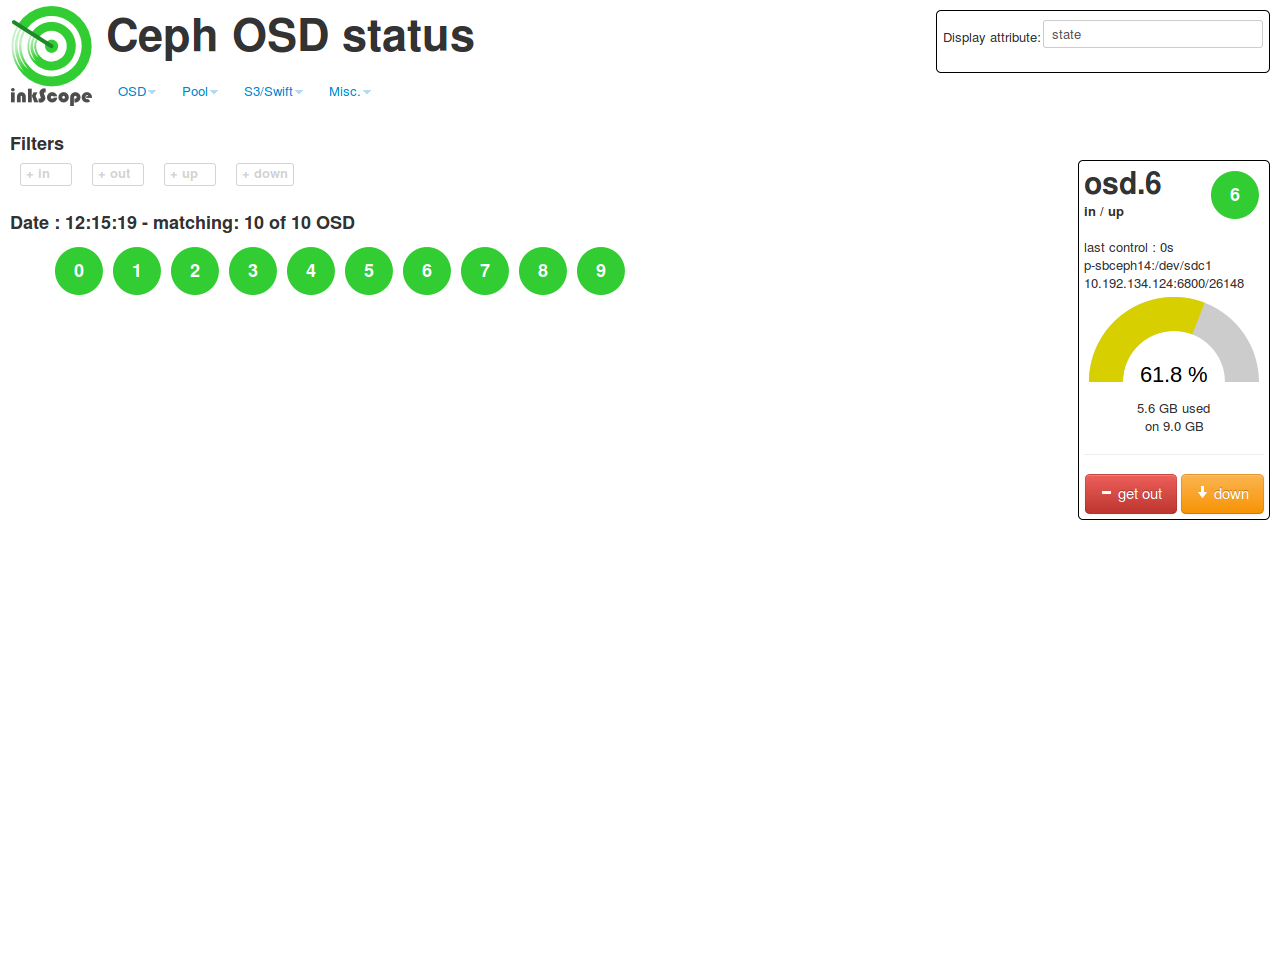 Ceph OSD status
inkScope
OSD Pool S3/Swift Misc.
Display attribute: state
Filters
+ in + out + up + down
Date : 12:15:19 - matching: 10 of 10 OSD
0 1 2 3 4 5 6 7 8 9
osd.6
6
in / up
last control : 0s
p-sbceph14:/dev/sdc1
10.192.134.124:6800/26148
61.8 %
5.6 GB used
on 9.0 GB
get out down